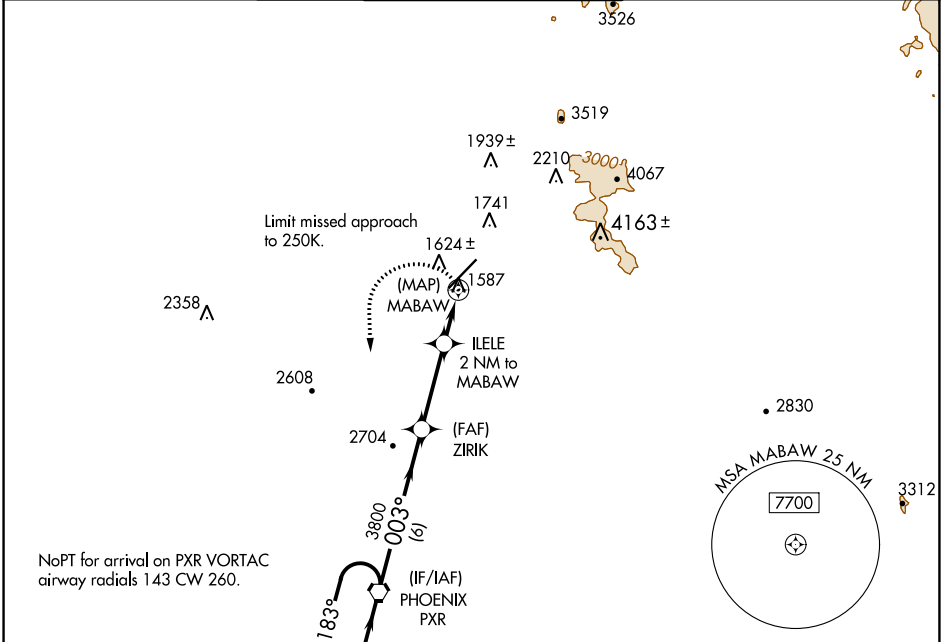 3526
3519
1939 ±
2210
3000
4067
1741
4163 ±
Limit missed approach
to 250K.
1624 ±
(MAP)
MABAW
1587
2358
ILELE
2 NM to
MABAW
2608
2830
2704
(FAF)
ZIRIK
MSA MABAW 25 NM
7700
3312
3800
003°
(6)
NoPT for arrival on PXR VORTAC
airway radials 143 CW 260.
(IF/IAF)
PHOENIX
PXR
183°